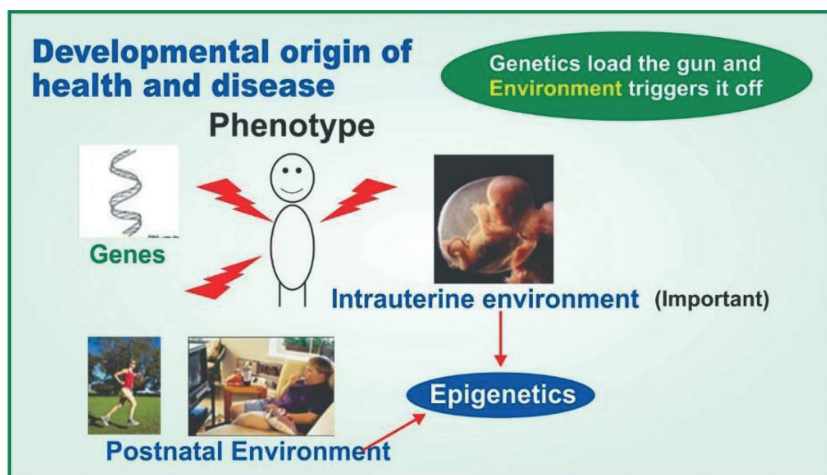 Developmental origin of
health and disease
Genetics load the gun and
Environment triggers it off
Phenotype
Genes
Intrauterine environment (Important)
Epigenetics
Postnatal Environment